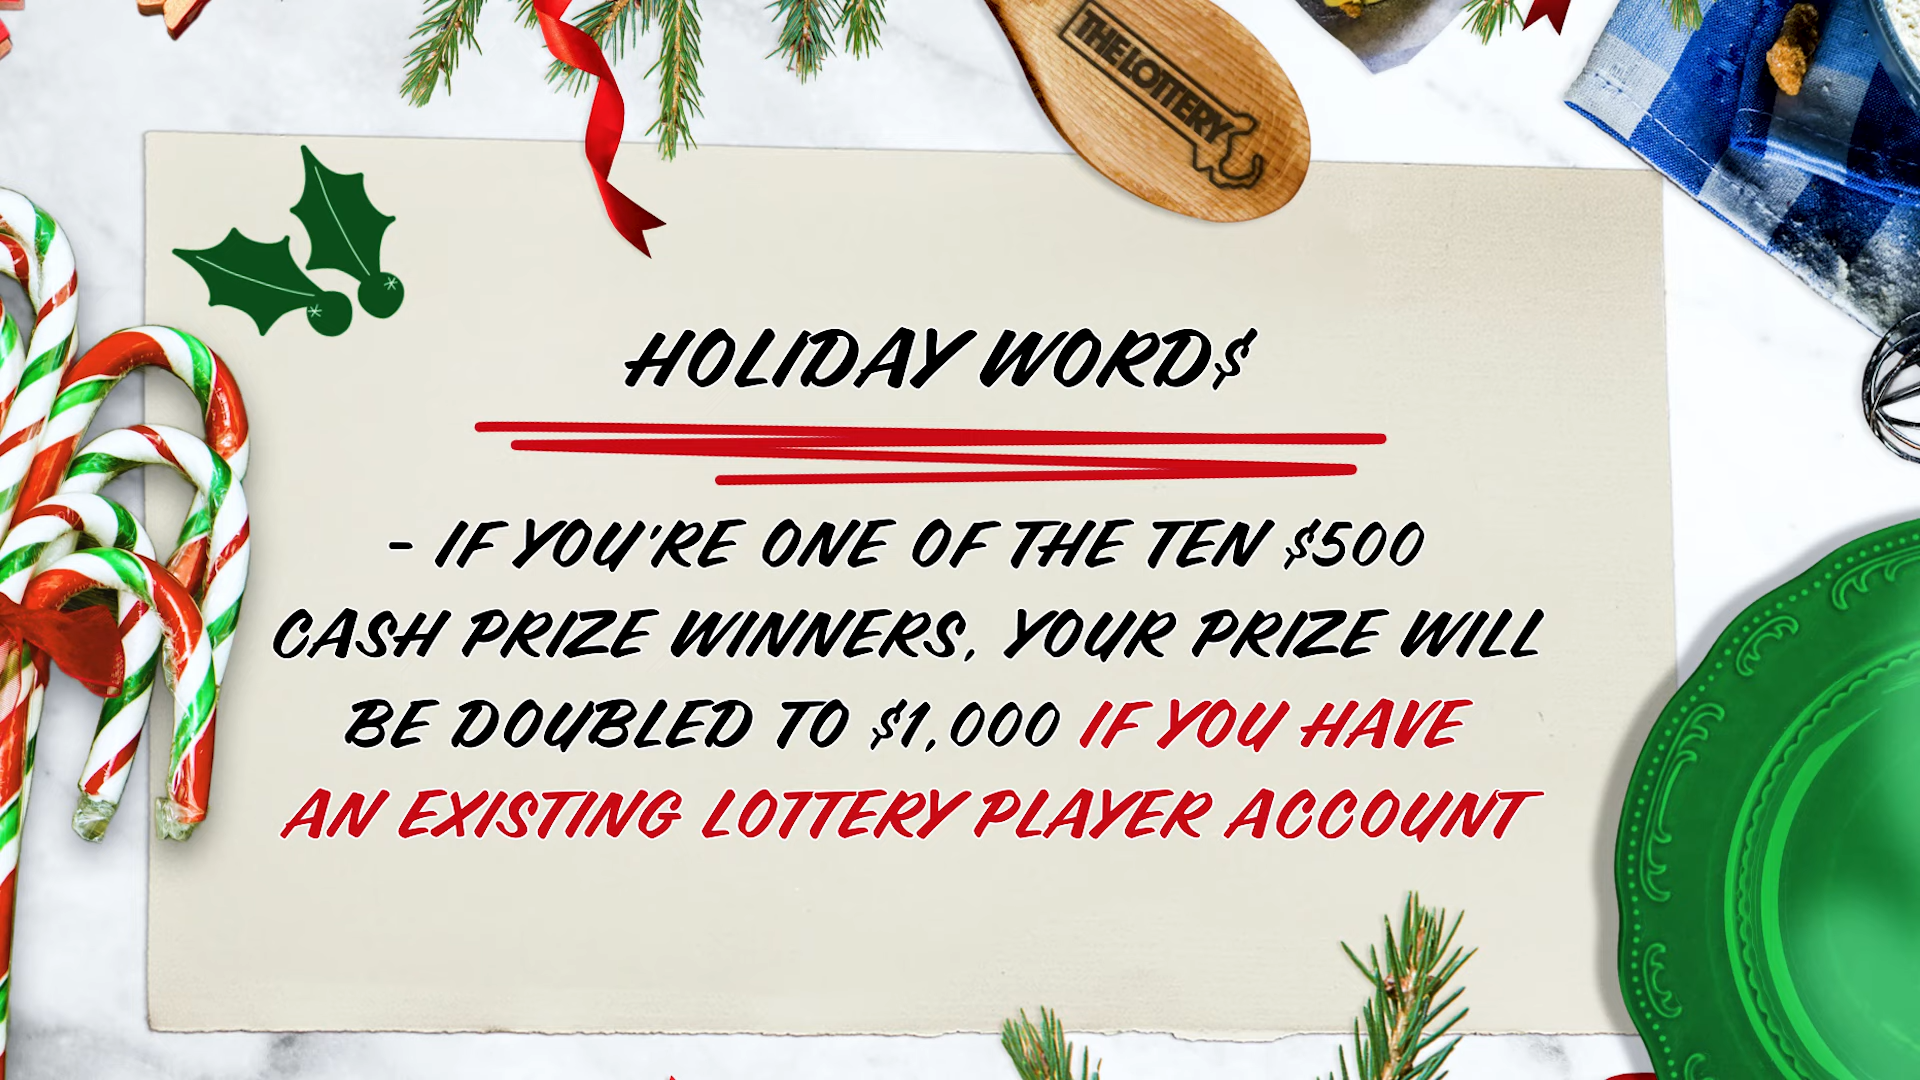 THE LOTTERY
HOLIDAY WORD$
- IF YOU'RE ONE OF THE TEN $500
CASH PRIZE WINNERS, YOUR PRIZE WILL
BE DOUBLED TO $1,000 IF YOU HAVE
AN EXISTING LOTTERY PLAYER ACCOUNT